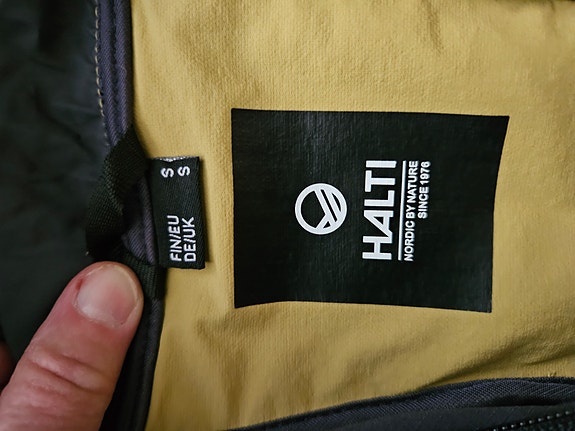 FIN/EU S
DE/UK S
HALTI
NORDIC BY NATURE
SINCE 1976